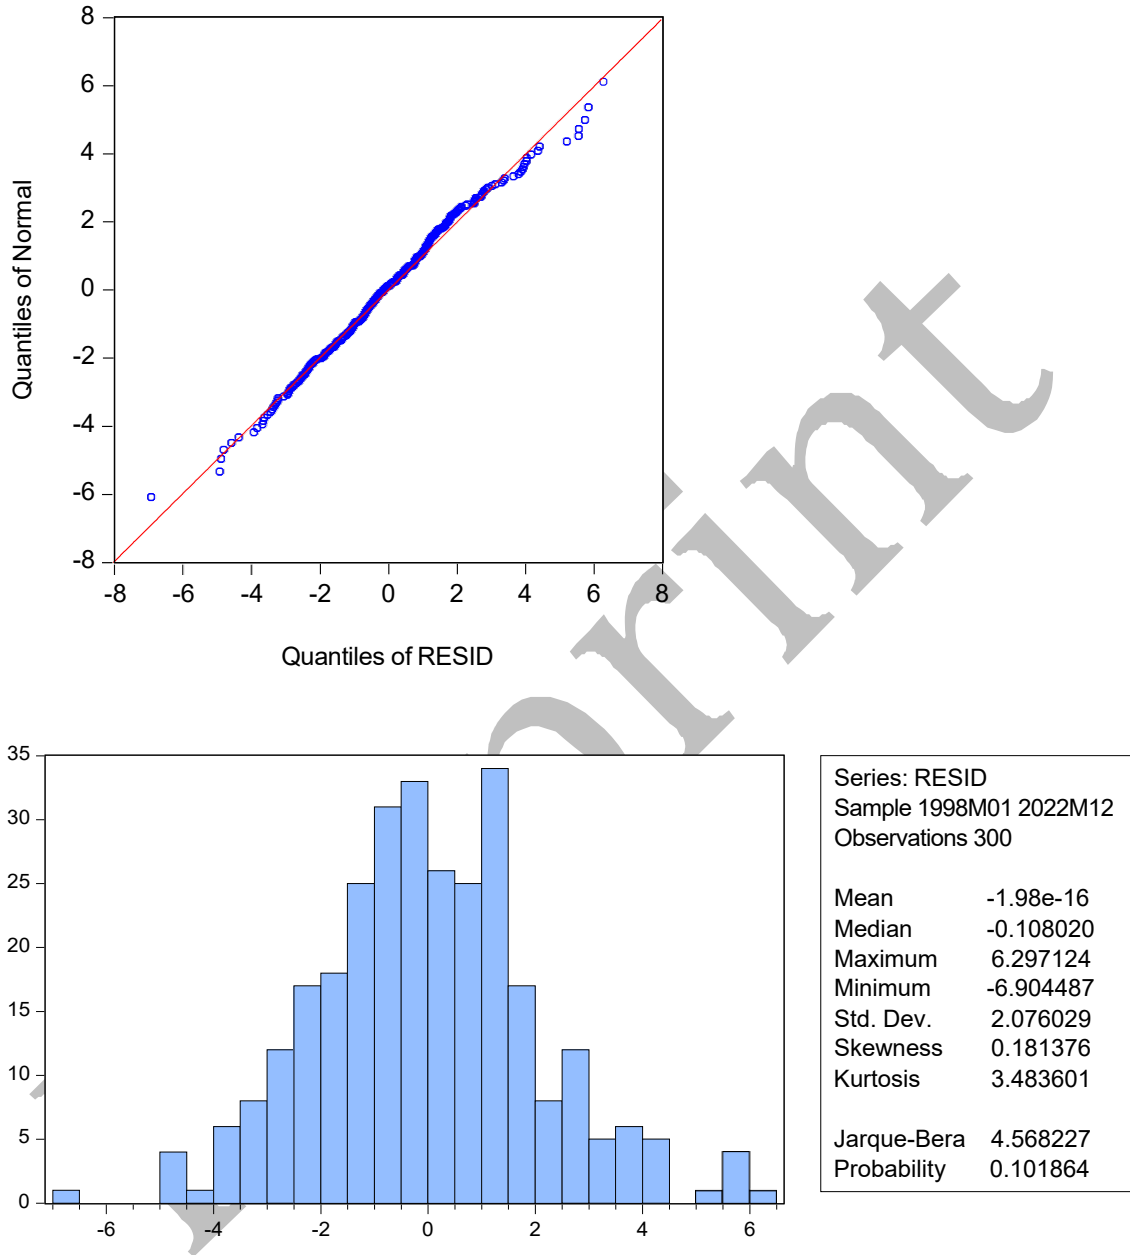 8
6
4
2
0
-2
-4
-6
-8
Quantiles of Normal
-8 -6 -4 -2 0 2 4 6 8
Quantiles of RESID
35
30
25
20
15
10
5
0
-6 -4 -2 0 2 4 6
Series: RESID
Sample 1998M01 2022M12
Observations 300
Mean -1.98e-16
Median -0.108020
Maximum 6.297124
Minimum -6.904487
Std. Dev. 2.076029
Skewness 0.181376
Kurtosis 3.483601
Jarque-Bera 4.568227
Probability 0.101864
print